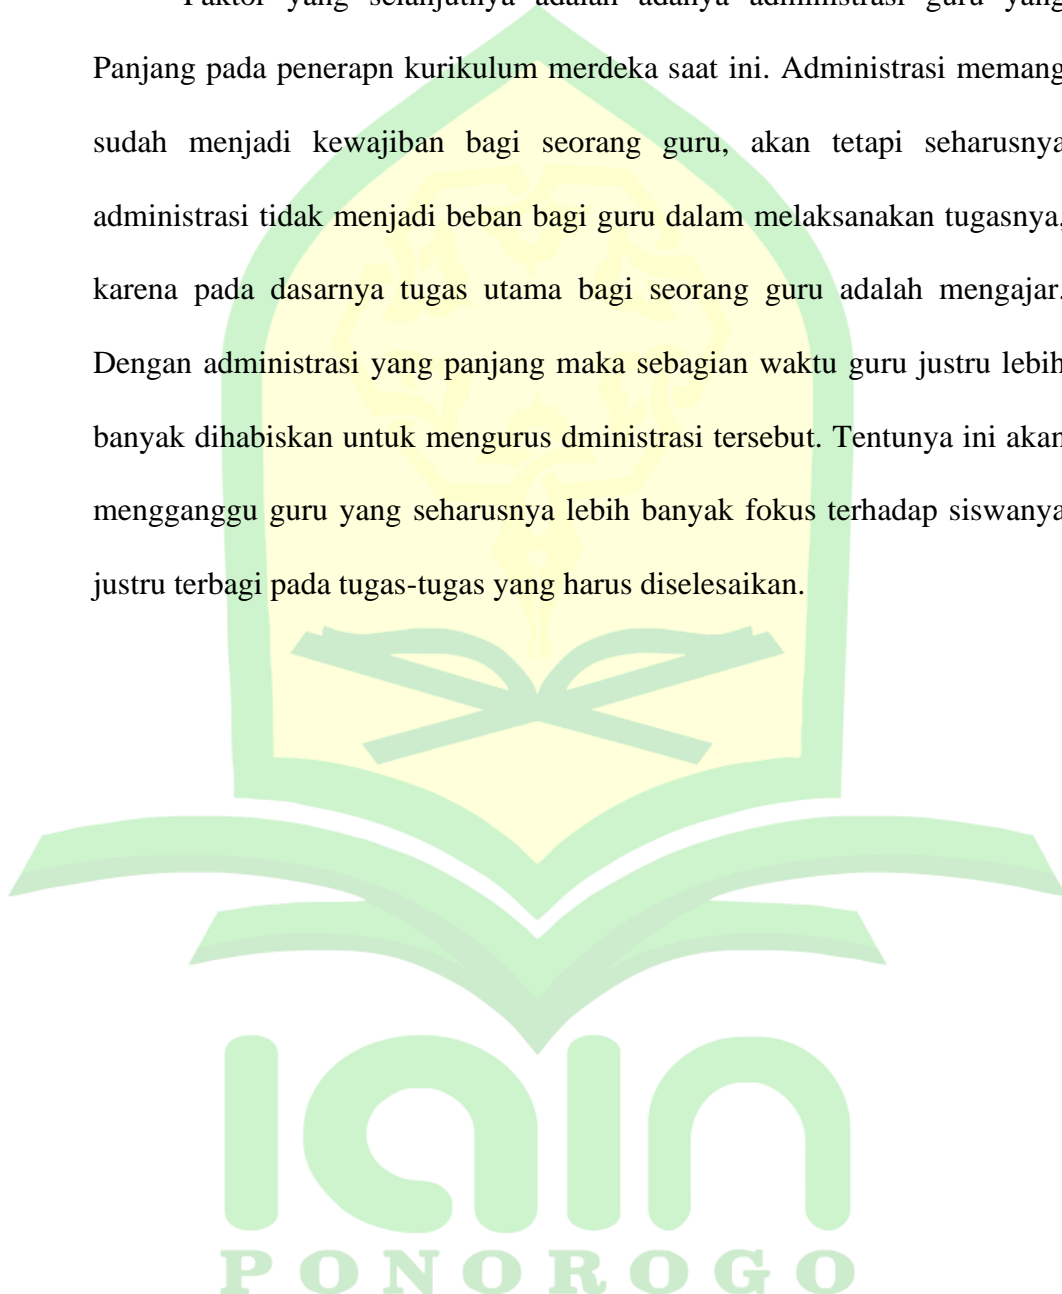 Faktor yang selanjutnya adalah adanya administrasi guru yang
Panjang pada penerapn kurikulum merdeka saat ini. Administrasi memang
sudah menjadi kewajiban bagi seorang guru, akan tetapi seharusnya
administrasi tidak menjadi beban bagi guru dalam melaksanakan tugasnya,
karena pada dasarnya tugas utama bagi seorang guru adalah mengajar.
Dengan administrasi yang panjang maka sebagian waktu guru justru lebih
banyak dihabiskan untuk mengurus dministrasi tersebut. Tentunya ini akan
mengganggu guru yang seharusnya lebih banyak fokus terhadap siswanya
justru terbagi pada tugas-tugas yang harus diselesaikan.
IAIN
PONOROGO